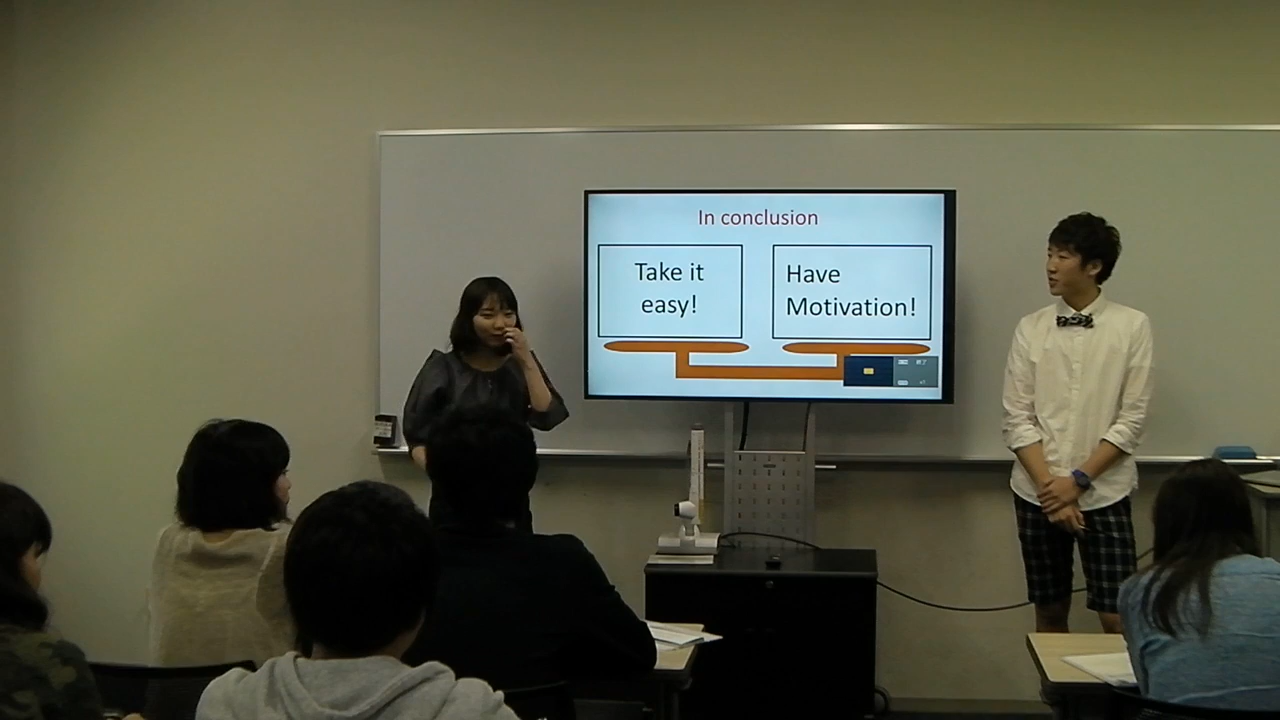 In conclusion
Take it
easy!
Have
Motivation!